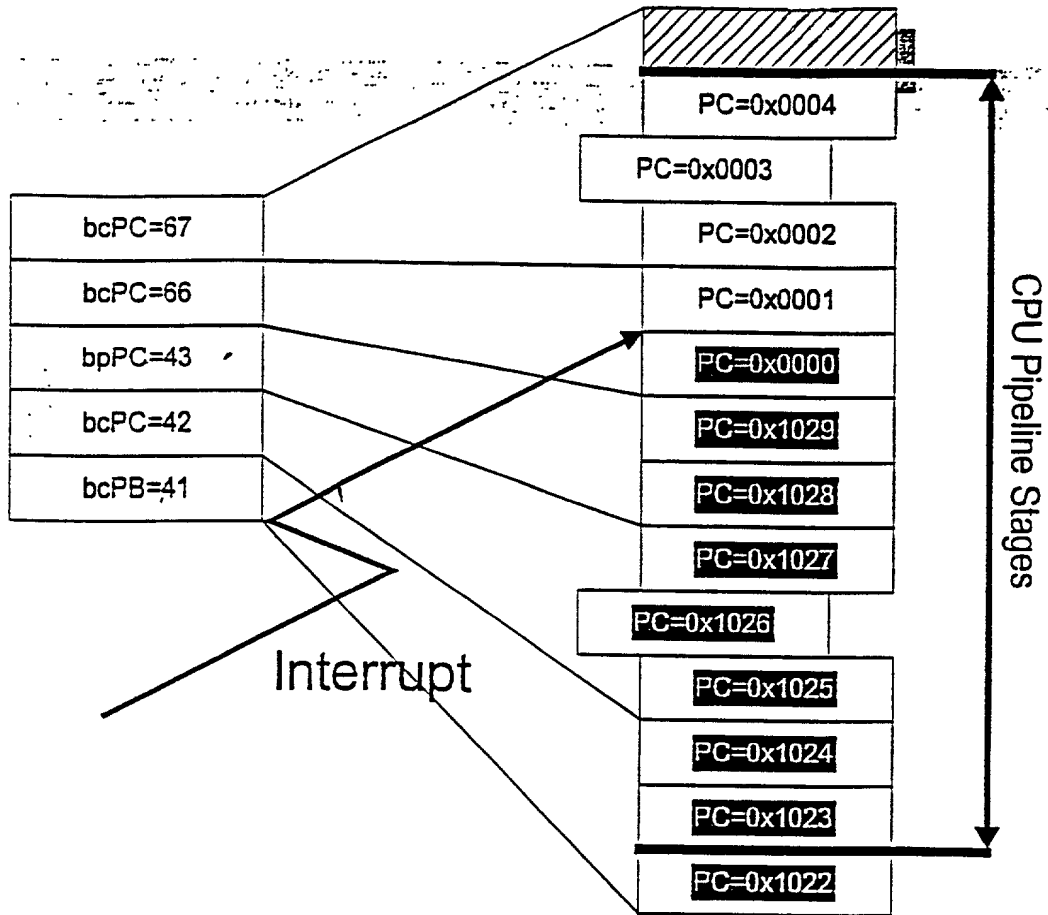 PC=0x0004
PC=0x0003
PC=0x0002
PC=0x0001
PC=0x0000
PC=0x1029
PC=0x1028
PC=0x1027
PC=0x1026
PC=0x1025
PC=0x1024
PC=0x1023
PC=0x1022
bcPC=67
bcPC=66
bpPC=43
bcPC=42
bcPB=41
Interrupt
CPU Pipeline Stages